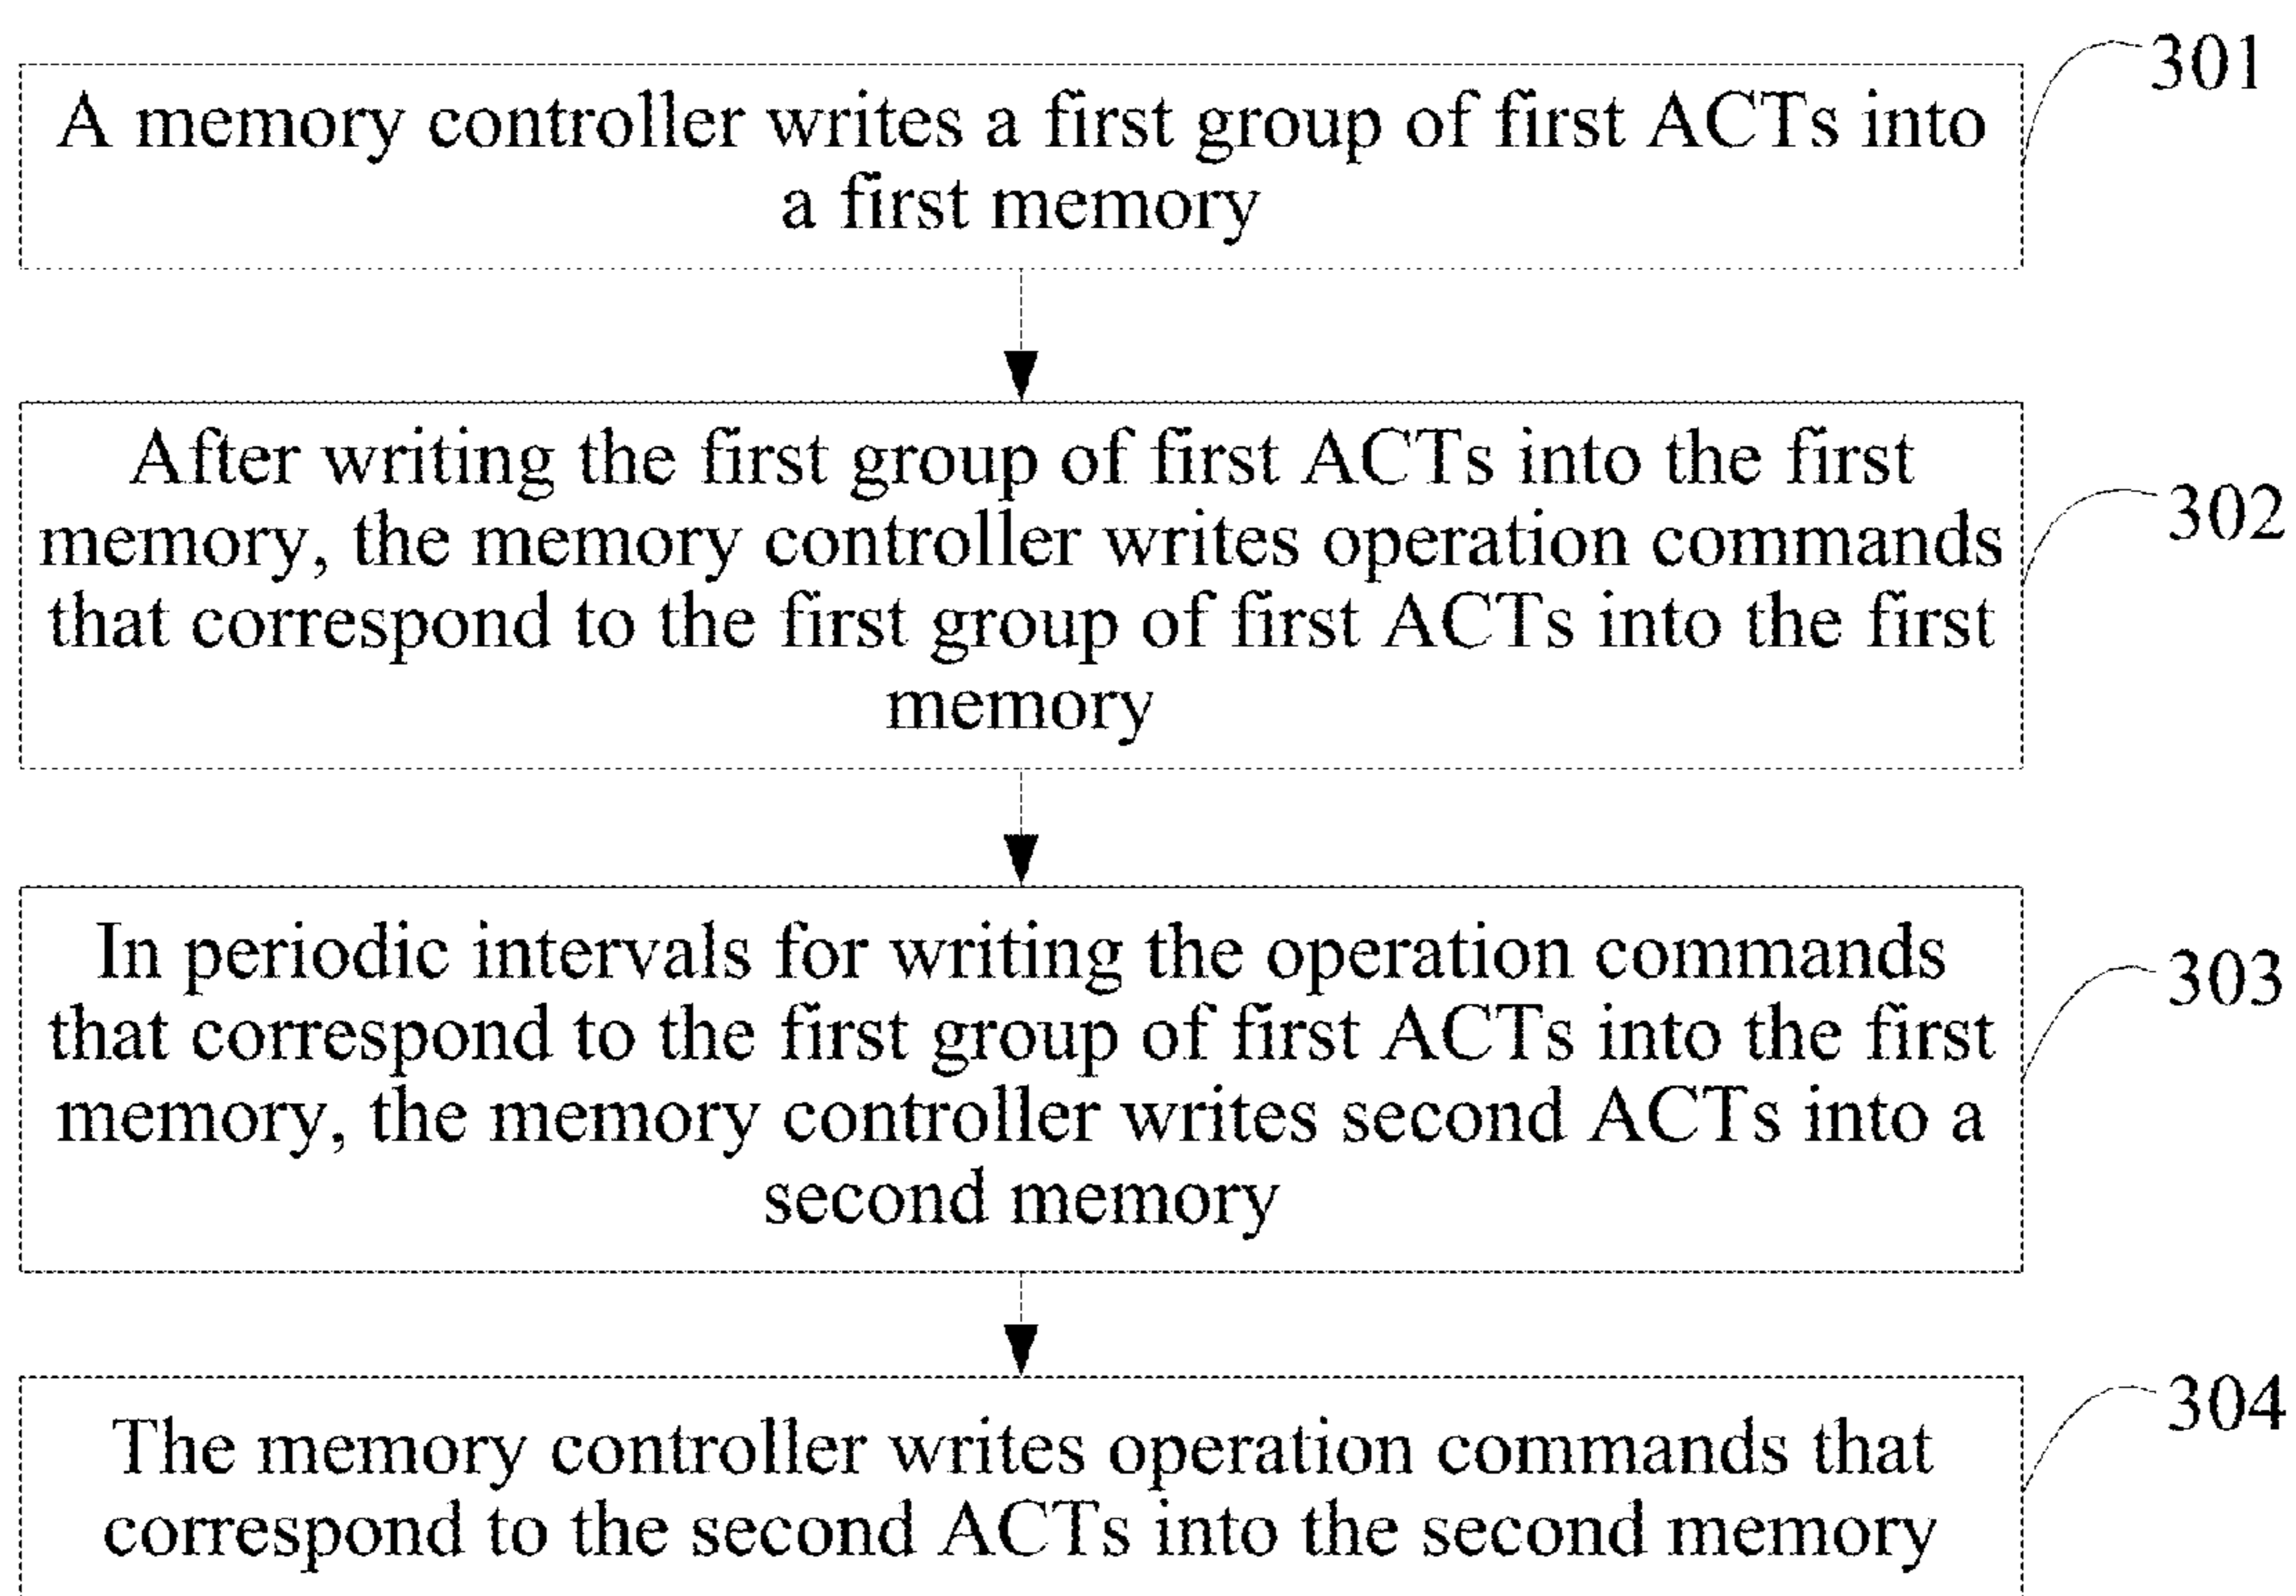 301
A memory controller writes a first group of first ACTs into
a first memory
After writing the first group of first ACTs into the first
302
memory, the memory controller writes operation commands
that correspond to the first group of first ACTs into the first
memory
In periodic intervals for writing the operation commands
303
that correspond to the first group of first ACTs into the first
memory, the memory controller writes second ACTs into a
second memory
304
The memory controller writes operation commands that
correspond to the second ACTs into the second memory